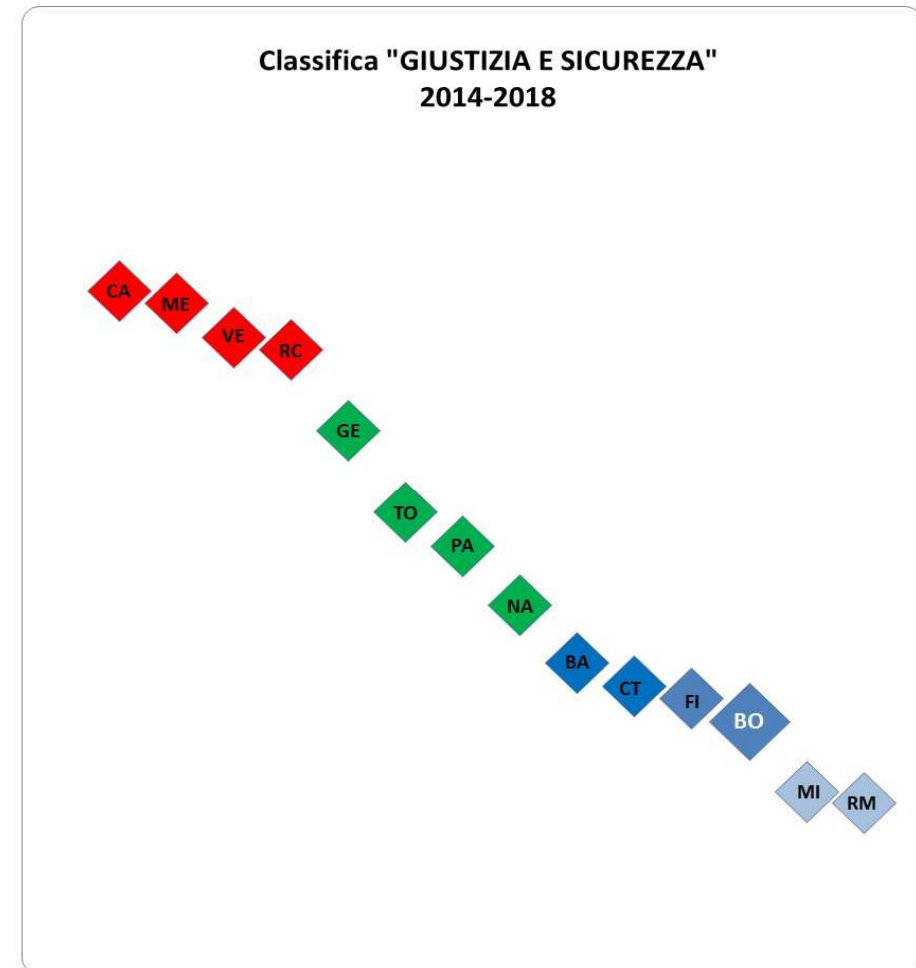 Classifica "GIUSTIZIA E SICUREZZA"
2014-2018
CA
ME
VE
RC
GE
TO
PA
NA
BA
CT
FI
BO
MI
RM